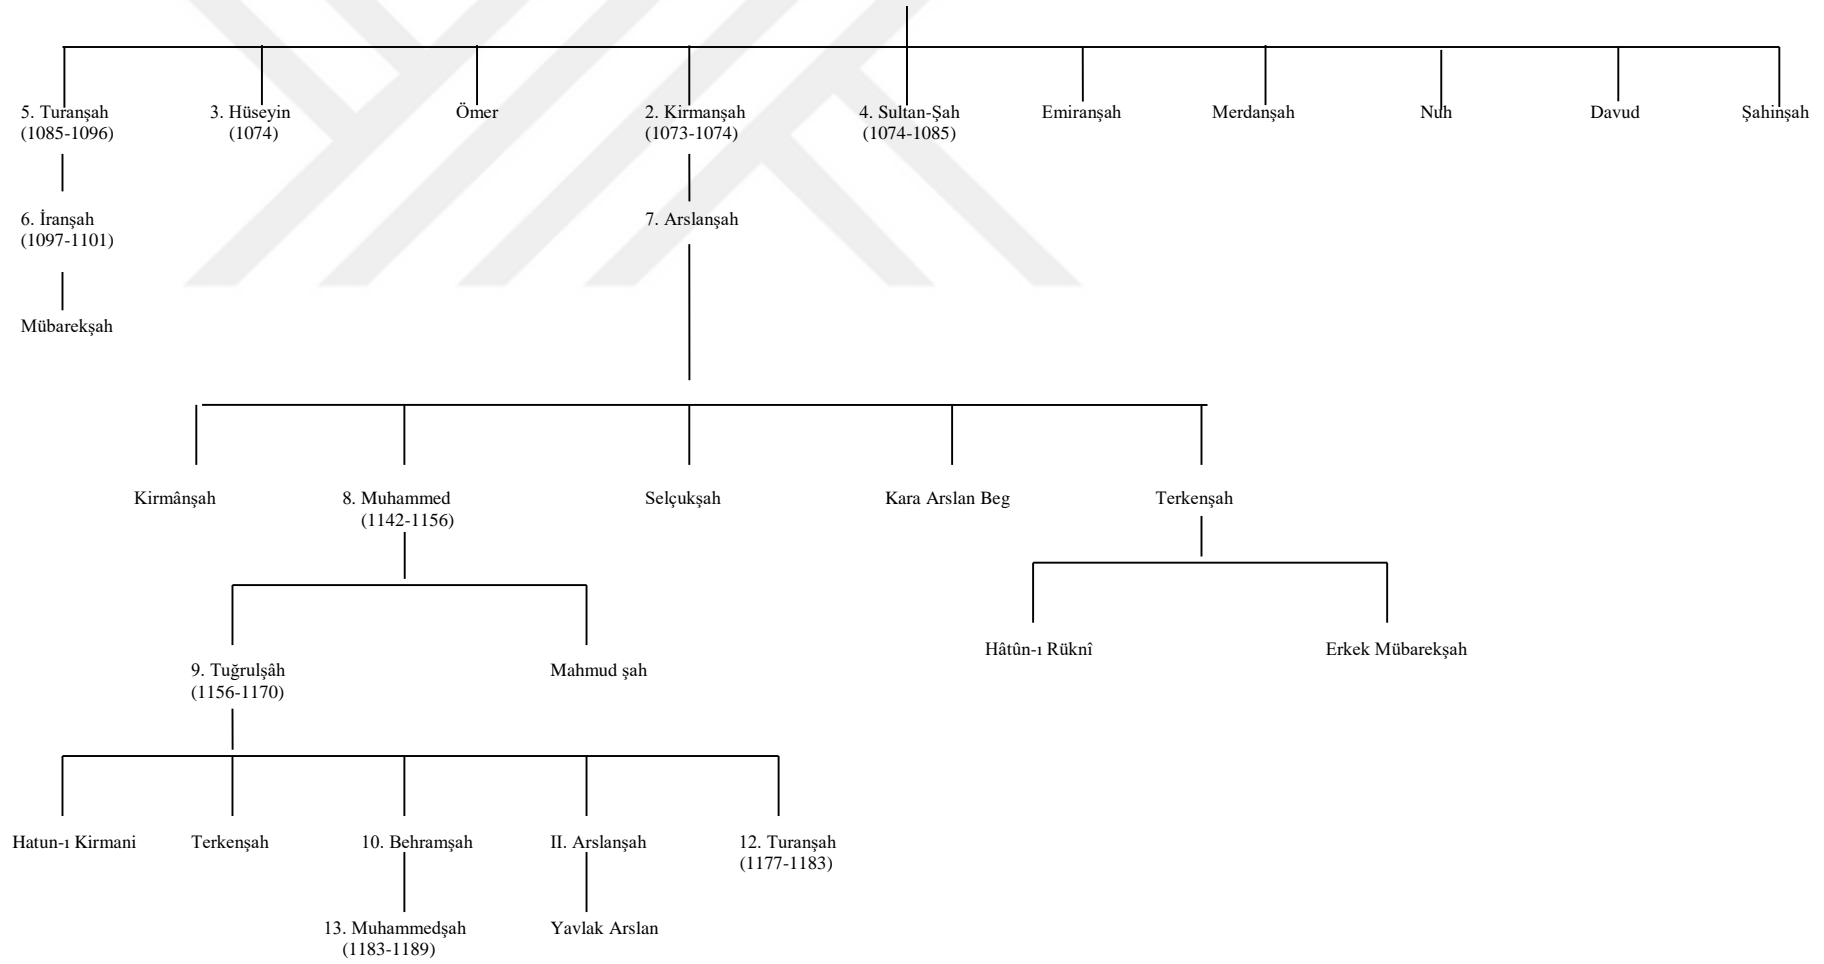 5. Turanşah
(1085-1096)
3. Hüseyin
(1074)
Ömer
2. Kirmanşah
(1073-1074)
4. Sultan-Şah
(1074-1085)
Emiranşah
Merdanşah
Nuh
Davud
Şahinşah
6. İranşah
(1097-1101)
7. Arslanşah
Mübarekşah
Kirmânşah
8. Muhammed
(1142-1156)
Selçukşah
Kara Arslan Beg
Terkenşah
Hâtûn-ı Rüknî
Erkek Mübarekşah
9. Tuğrulşâh
(1156-1170)
Mahmud şah
Hatun-ı Kirmani
Terkenşah
10. Behramşah
II. Arslanşah
12. Turanşah
(1177-1183)
13. Muhammedşah
(1183-1189)
Yavlak Arslan